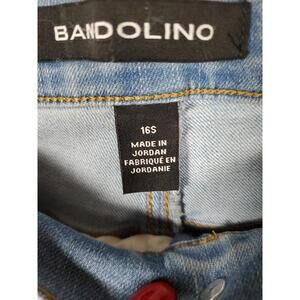 BANDOLINO
16S
MADE IN
JORDAN
FABRIQUÉ EN
JORDANIE